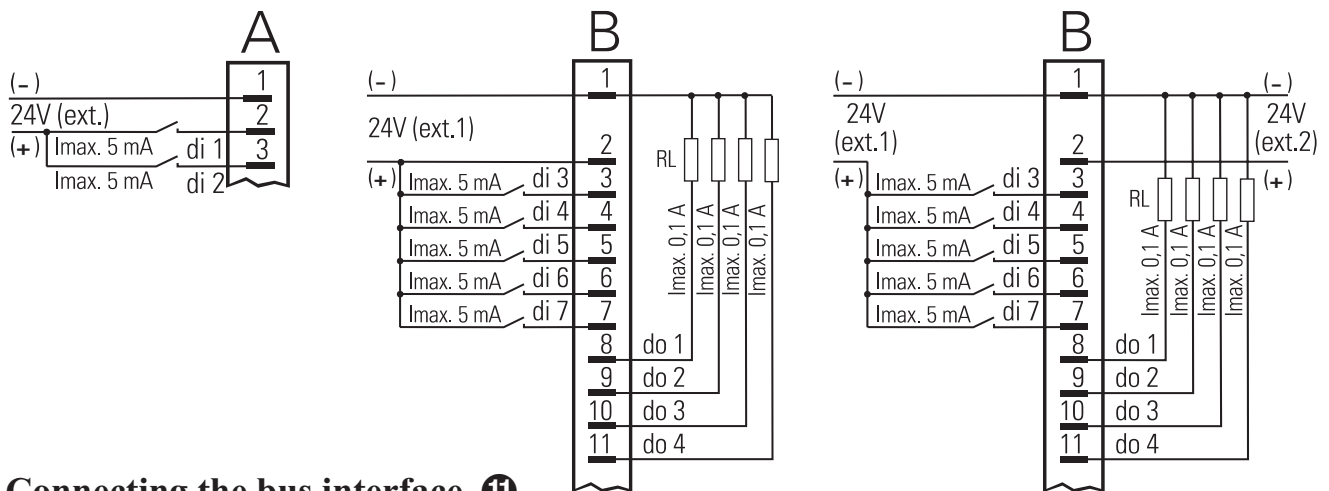 A
(-)
24V (ext.)
(+)
Imax. 5 mA
di 1
Imax. 5 mA
di 2
1
2
3
B
(-)
24V (ext.1)
(+)
Imax. 5 mA
di 3
Imax. 5 mA
di 4
Imax. 5 mA
di 5
Imax. 5 mA
di 6
Imax. 5 mA
di 7
1
2
3
4
5
6
7
8
9
10
11
do 1
do 2
do 3
do 4
RL
Imax. 0,1 A
Imax. 0,1 A
Imax. 0,1 A
Imax. 0,1 A
B
(-)
24V
(ext.1)
(+)
Imax. 5 mA
di 3
Imax. 5 mA
di 4
Imax. 5 mA
di 5
Imax. 5 mA
di 6
Imax. 5 mA
di 7
1
2
3
4
5
6
7
8
9
10
11
do 1
do 2
do 3
do 4
RL
Imax. 0,1 A
Imax. 0,1 A
Imax. 0,1 A
Imax. 0,1 A
(-)
24V
(ext.2)
(+)
Connecting the bus interface ⓫